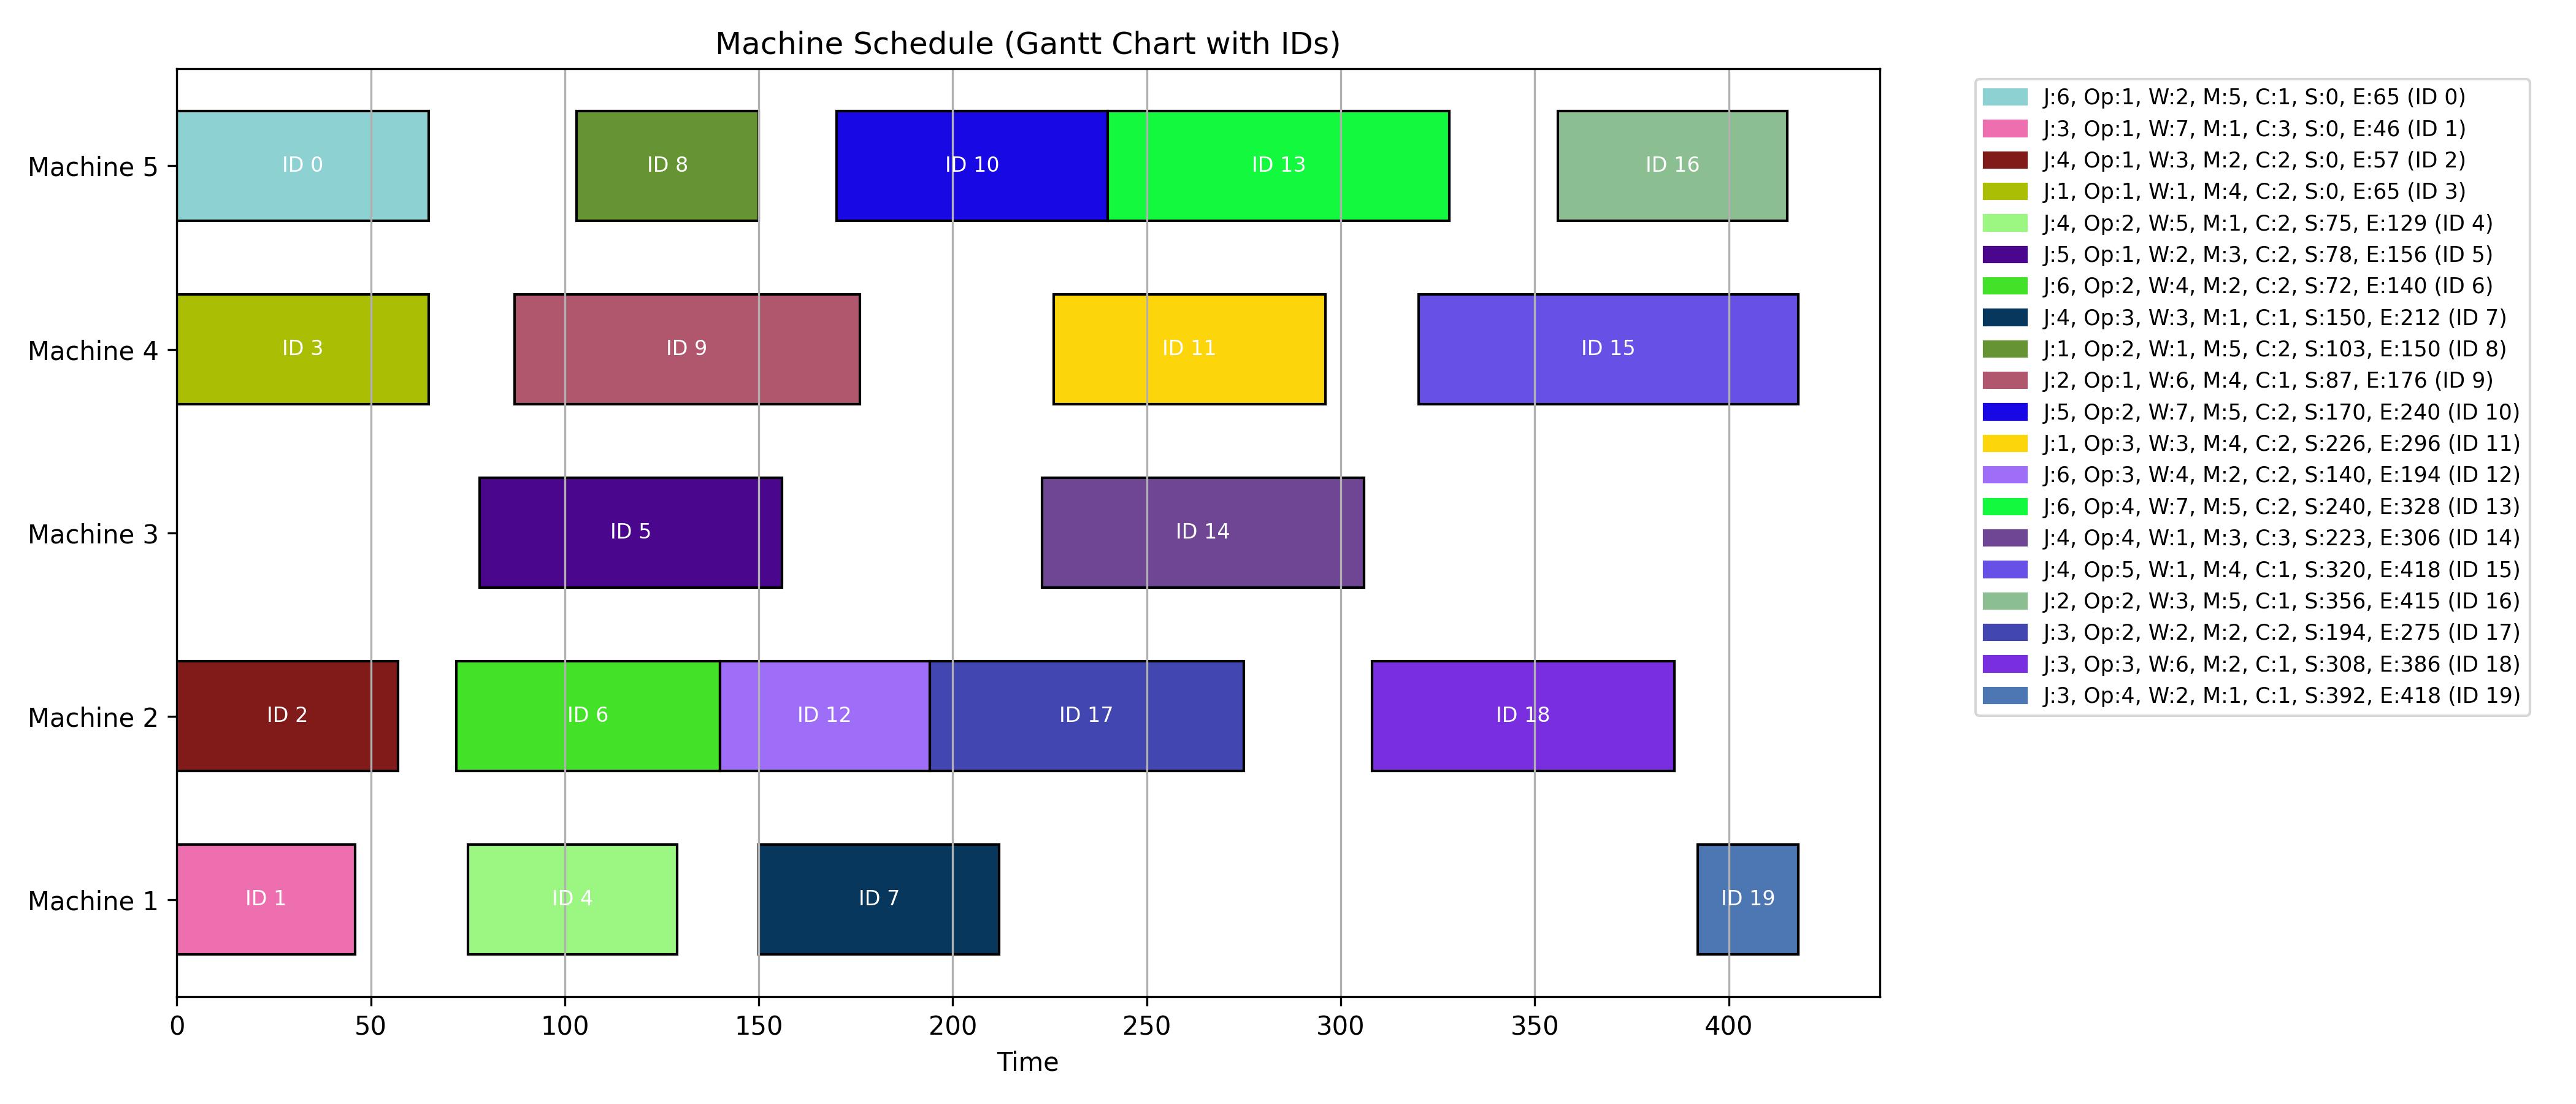 Machine Schedule (Gantt Chart with IDs)
Machine 5
ID 0
ID 8
ID 10
ID 13
ID 16
Machine 4
ID 3
ID 9
ID 11
ID 15
Machine 3
ID 5
ID 14
Machine 2
ID 2
ID 6
ID 12
ID 17
ID 18
Machine 1
ID 1
ID 4
ID 7
ID 19
0 50 100 150 200 250 300 350 400
Time
J:6, Op:1, W:2, M:5, C:1, S:0, E:65 (ID 0)
J:3, Op:1, W:7, M:1, C:3, S:0, E:46 (ID 1)
J:4, Op:1, W:3, M:2, C:2, S:0, E:57 (ID 2)
J:1, Op:1, W:1, M:4, C:2, S:0, E:65 (ID 3)
J:4, Op:2, W:5, M:1, C:2, S:75, E:129 (ID 4)
J:5, Op:1, W:2, M:3, C:2, S:78, E:156 (ID 5)
J:6, Op:2, W:4, M:2, C:2, S:72, E:140 (ID 6)
J:4, Op:3, W:3, M:1, C:1, S:150, E:212 (ID 7)
J:1, Op:2, W:1, M:5, C:2, S:103, E:150 (ID 8)
J:2, Op:1, W:6, M:4, C:1, S:87, E:176 (ID 9)
J:5, Op:2, W:7, M:5, C:2, S:170, E:240 (ID 10)
J:1, Op:3, W:3, M:4, C:2, S:226, E:296 (ID 11)
J:6, Op:3, W:4, M:2, C:2, S:140, E:194 (ID 12)
J:6, Op:4, W:7, M:5, C:2, S:240, E:328 (ID 13)
J:4, Op:4, W:1, M:3, C:3, S:223, E:306 (ID 14)
J:4, Op:5, W:1, M:4, C:1, S:320, E:418 (ID 15)
J:2, Op:2, W:3, M:5, C:1, S:356, E:415 (ID 16)
J:3, Op:2, W:2, M:2, C:2, S:194, E:275 (ID 17)
J:3, Op:3, W:6, M:2, C:1, S:308, E:386 (ID 18)
J:3, Op:4, W:2, M:1, C:1, S:392, E:418 (ID 19)